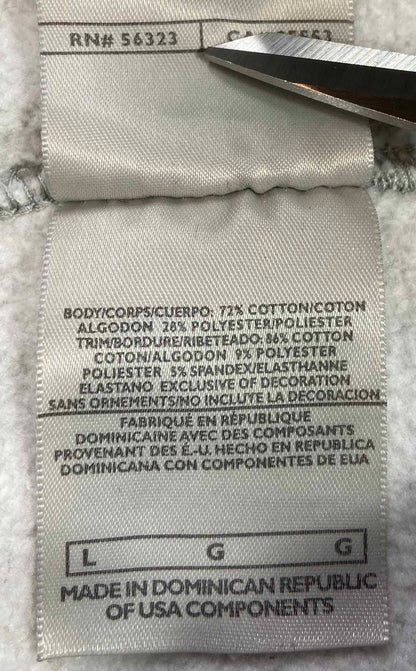 RN# 56323
BODY/CORPS/CUERPO: 72% COTTON/COTON
ALGODON 28% POLYESTER/POLIESTER
TRIM/BORDURE/RIBETEADO: 86% COTTON
COTON/ALGODON 9% POLYESTER
POLIESTER 5% SPANDEX/ELASTHANNE
ELASTANO EXCLUSIVE OF DECORATION
SANS ORNEMENTS/NO INCLUYE LA DECORACION
FABRIQUÉ EN RÉPUBLIQUE
DOMINICAINE AVEC DES COMPOSANTS
PROVENANT DES É.-U. HECHO EN REPUBLICA
DOMINICANA CON COMPONENTES DE EUA
L G G
MADE IN DOMINICAN REPUBLIC
OF USA COMPONENTS